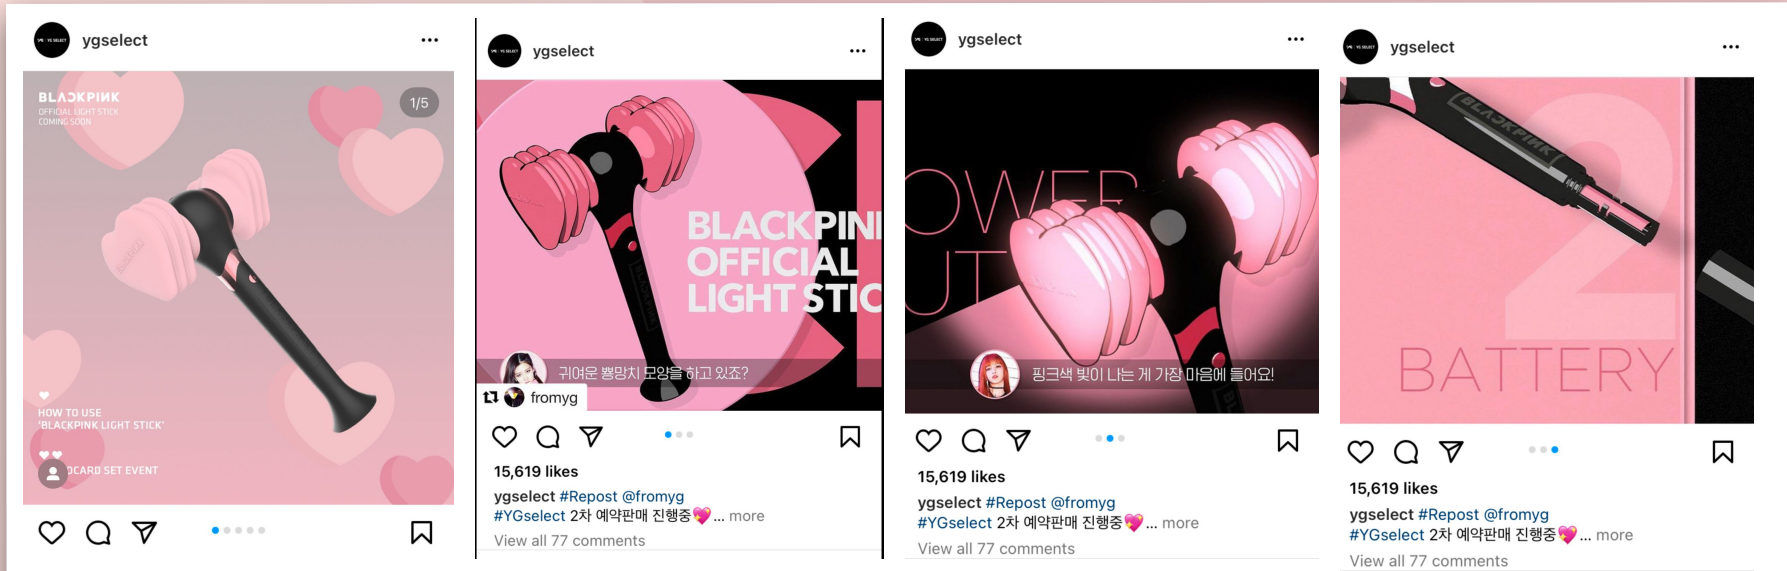 ygselect
BLACKPINK
OFFICIAL LIGHT STICK
COMING SOON
1/5
HOW TO USE
'BLACKPINK LIGHT STICK'
CARD SET EVENT
ygselect
BLACKPIN
OFFICIAL
LIGHT STIC
BLACKPINK
귀여운 뿅망치 모양을 하고 있죠?
fromyg
15,619 likes
ygselect #Repost @fromyg
#YGselect 2차 예약판매 진행중💖... more
View all 77 comments
ygselect
OWER
UT
핑크색 빛이 나는 게 가장 마음에 들어요!
15,619 likes
ygselect #Repost @fromyg
#YGselect 2차 예약판매 진행중💖... more
View all 77 comments
ygselect
BLACKPINK
2
BATTERY
15,619 likes
ygselect #Repost @fromyg
#YGselect 2차 예약판매 진행중💖... more
View all 77 comments